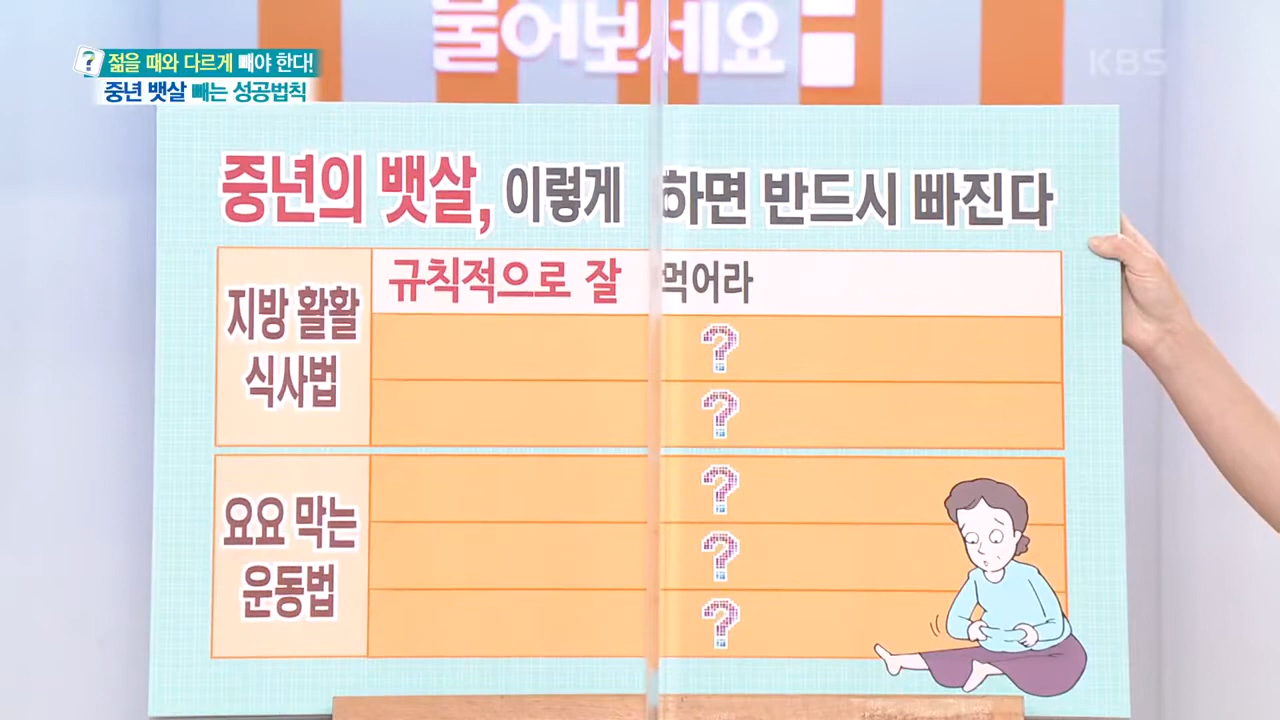 물어보세요
KBS
? 젊을 때와 다르게 빼야 한다!
중년 뱃살 빼는 성공법칙
중년의 뱃살, 이렇게 하면 반드시 빠진다
지방 활활
식사법
규칙적으로 잘 먹어라
?
?
요요 막는
운동법
?
?
?